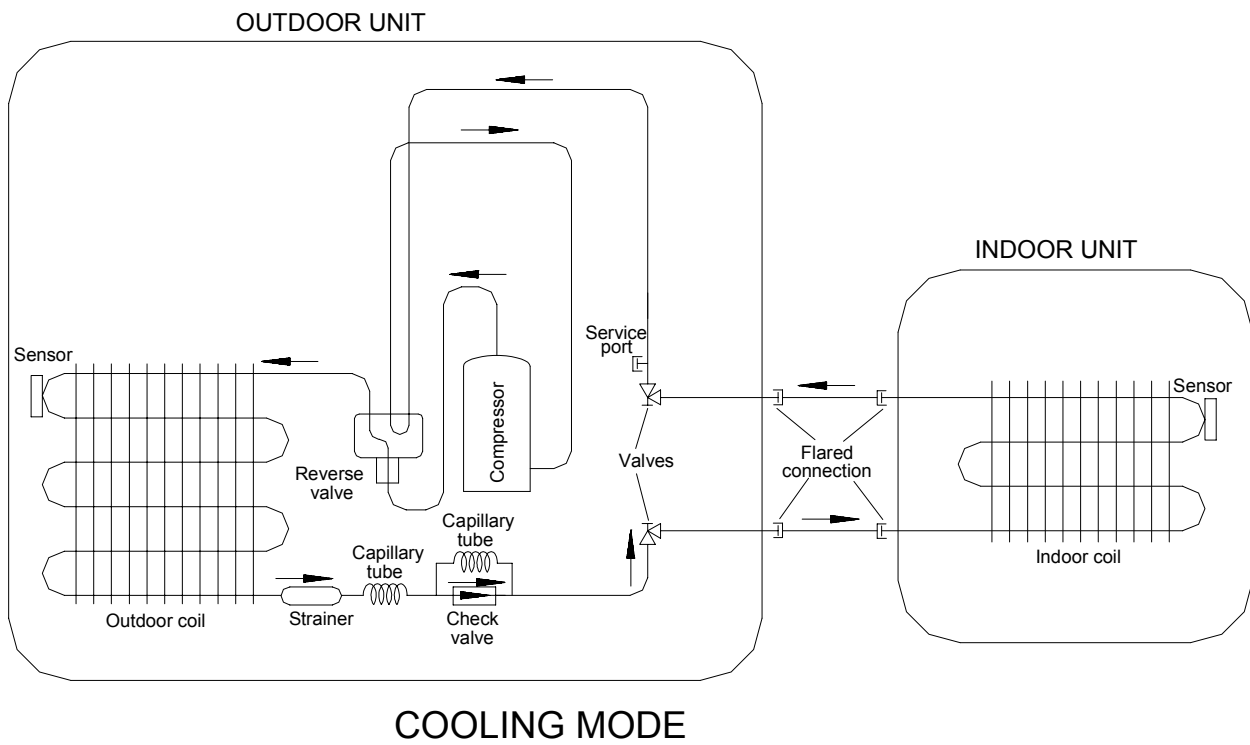 OUTDOOR UNIT
INDOOR UNIT
Service
port
Sensor
Sensor
Compressor
Reverse
valve
Valves
Flared
connection
Capillary
tube
Capillary
tube
Indoor coil
Outdoor coil
Strainer
Check
valve
COOLING MODE